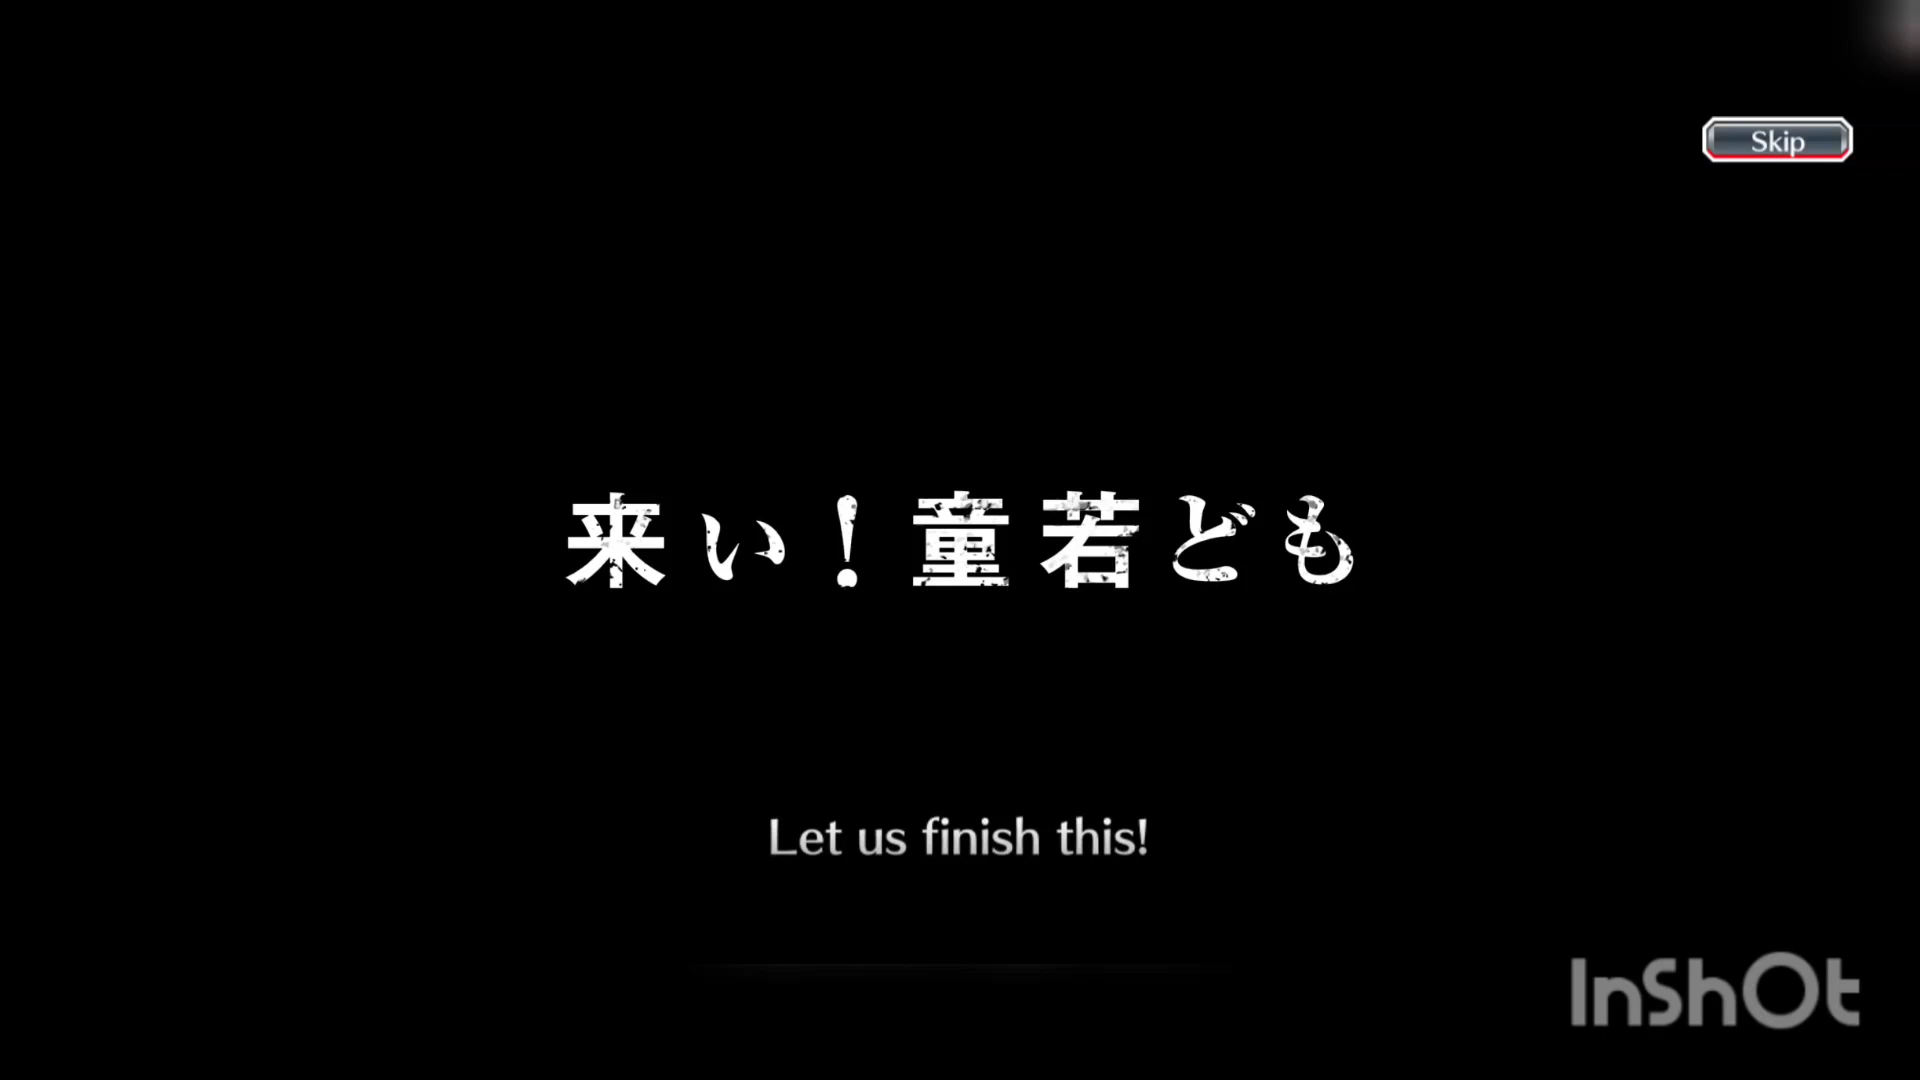 Skip
来い！童若ども
Let us finish this!
InShOt